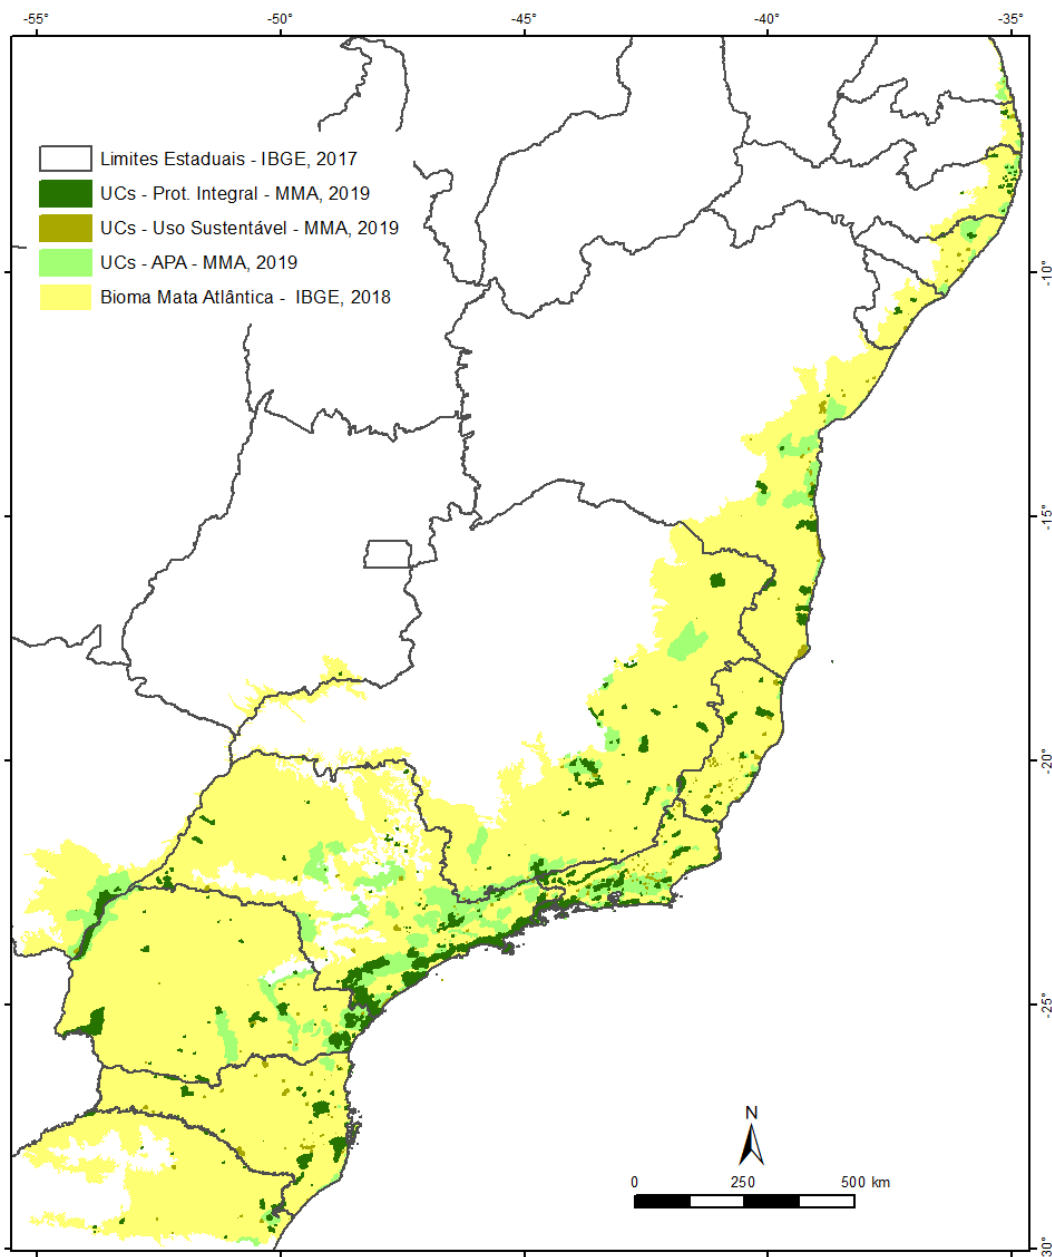 -55° -50° -45° -40° -35°
Limites Estaduais - IBGE, 2017
UCs - Prot. Integral - MMA, 2019
UCs - Uso Sustentável - MMA, 2019
UCs - APA - MMA, 2019
Bioma Mata Atlântica - IBGE, 2018
-10°
-15°
-20°
-25°
N
0 250 500 km
-30°